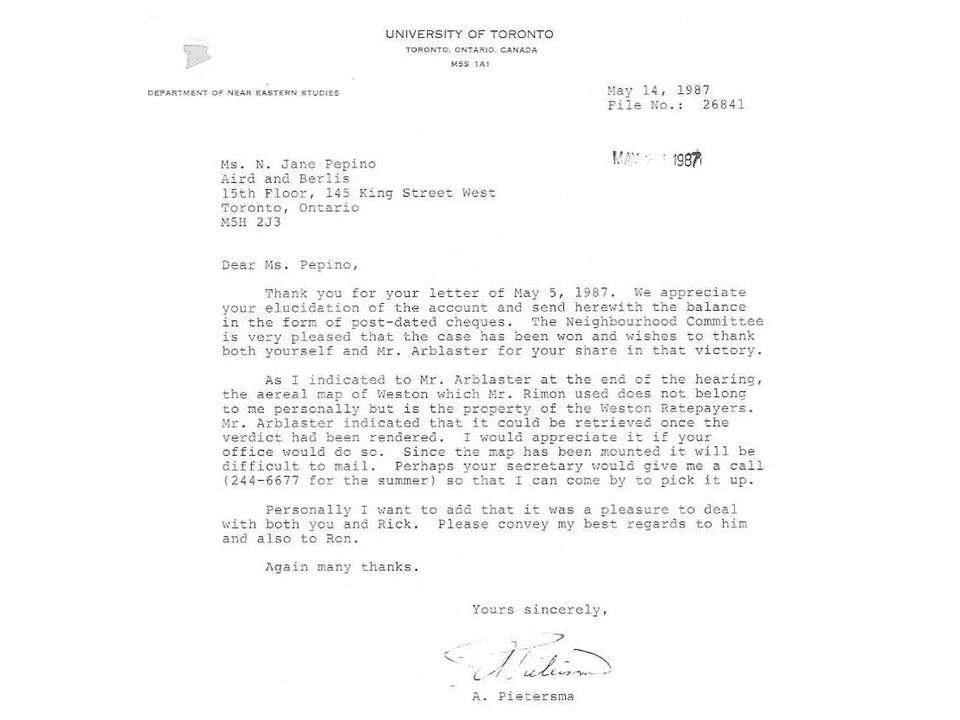 UNIVERSITY OF TORONTO
TORONTO, ONTARIO, CANADA
M5S 1A1
DEPARTMENT OF NEAR EASTERN STUDIES
May 14, 1987
File No.: 26841
MAY 1987
Ms. N. Jane Pepino
Aird and Berlis
15th Floor, 145 King Street West
Toronto, Ontario
M5H 2J3
Dear Ms. Pepino,
Thank you for your letter of May 5, 1987. We appreciate
your elucidation of the account and send herewith the balance
in the form of post-dated cheques. The Neighbourhood Committee
is very pleased that the case has been won and wishes to thank
both yourself and Mr. Arblaster for your share in that victory.
As I indicated to Mr. Arblaster at the end of the hearing,
the aereal map of Weston which Mr. Rimon used does not belong
to me personally but is the property of the Weston Ratepayers.
Mr. Arblaster indicated that it could be retrieved once the
verdict had been rendered. I would appreciate it if your
office would do so. Since the map has been mounted it will be
difficult to mail. Perhaps your secretary would give me a call
(244-6677 for the summer) so that I can come by to pick it up.
Personally I want to add that it was a pleasure to deal
with both you and Rick. Please convey my best regards to him
and also to Ron.
Again many thanks.
Yours sincerely,
A Pietersma
A. Pietersma